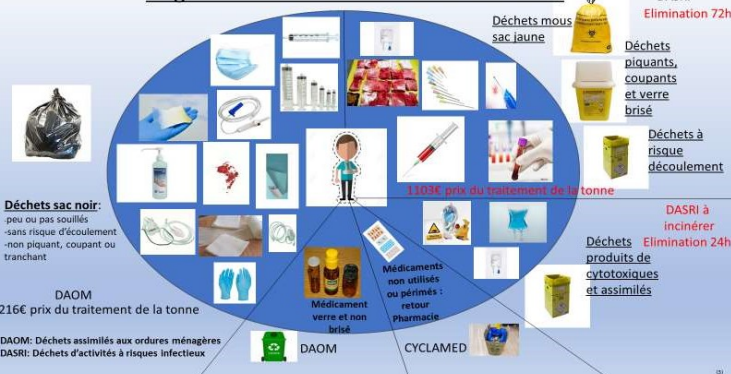 DASRI
Elimination 72h
Déchets mous
sac jaune
Déchets
piquants,
coupants
et verre
brisé
Déchets à
risque
découlement
1103€ prix du traitement de la tonne
Déchets sac noir:
-peu ou pas souillés
-sans risque d'écoulement
-non piquant, coupant ou
tranchant
DASRI à
incinérer
Elimination 24h
Déchets
produits de
cytotoxiques
et assimilés
DAOM
216€ prix du traitement de la tonne
Médicaments
non utilisés
ou périmés :
retour
Pharmacie
Médicament
verre et non
brisé
DAOM: Déchets assimilés aux ordures ménagères
DASRI: Déchets d'activités à risques infectieux
DAOM
CYCLAMED